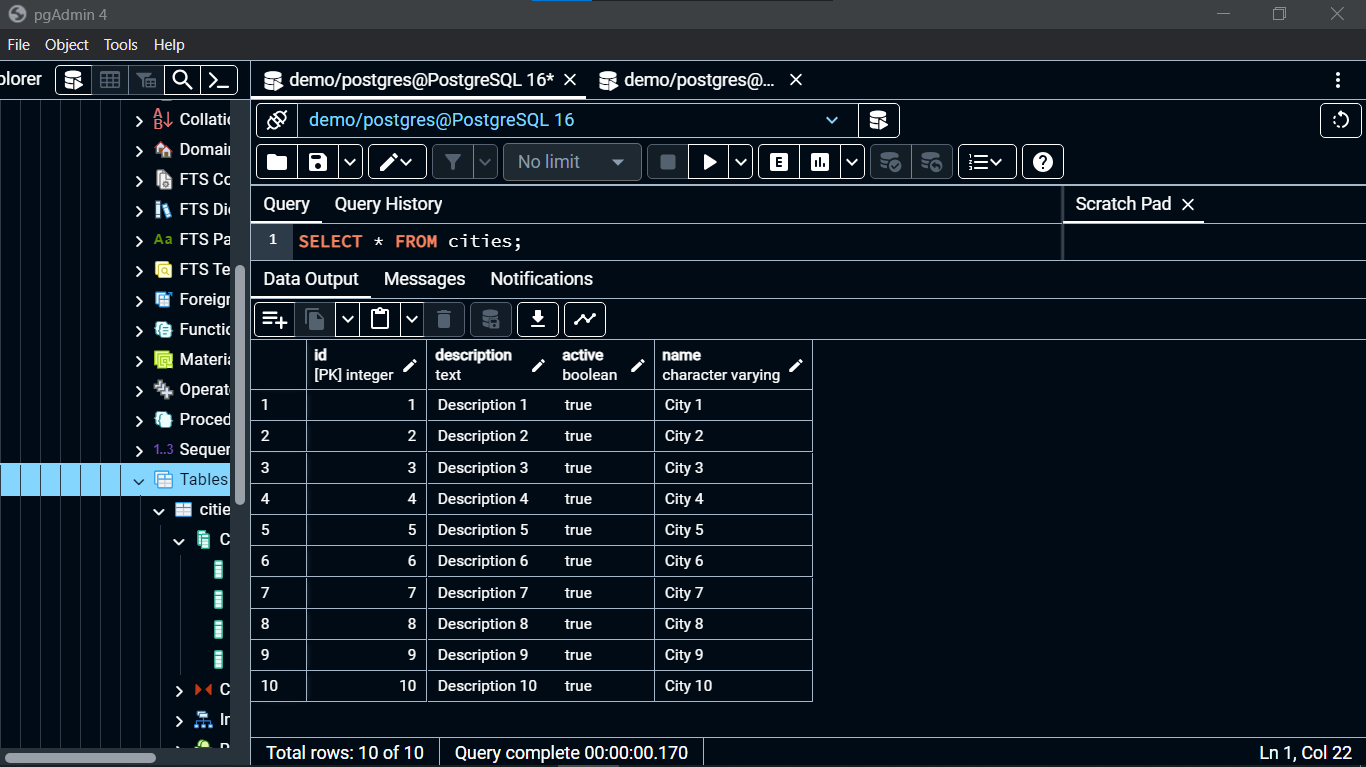 pgAdmin 4
File Object Tools Help
plorer
demo/postgres@PostgreSQL 16* demo/postgres@...
demo/postgres@PostgreSQL 16
No limit
E
Query Query History Scratch Pad
1 SELECT * FROM cities;
Data Output Messages Notifications
id description active name
[PK] integer text boolean character varying
1 1 Description 1 true City 1
2 2 Description 2 true City 2
3 3 Description 3 true City 3
4 4 Description 4 true City 4
5 5 Description 5 true City 5
6 6 Description 6 true City 6
7 7 Description 7 true City 7
8 8 Description 8 true City 8
9 9 Description 9 true City 9
10 10 Description 10 true City 10
Total rows: 10 of 10 Query complete 00:00:00.170 Ln 1, Col 22
Collatic
Domai
FTS Co
FTS Di
Aa FTS Pa
FTS Te
Foreigr
Functic
Materia
Operat
Proced
1..3 Sequer
Tables
citie
C
C
Ir